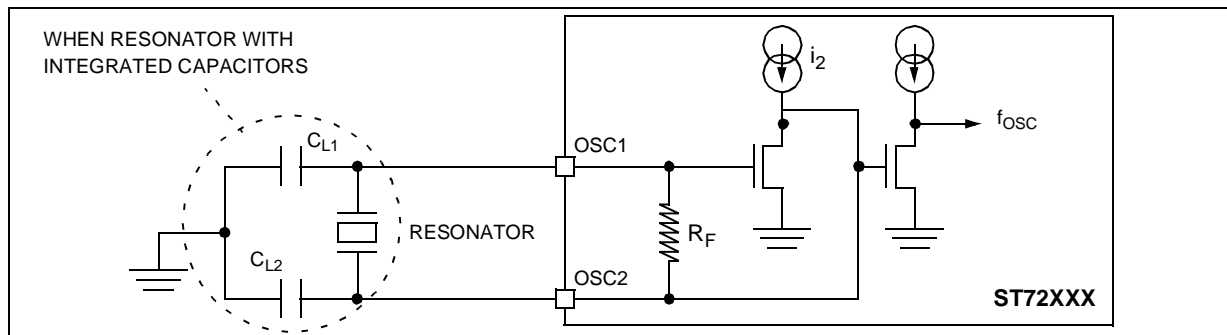 WHEN RESONATOR WITH
INTEGRATED CAPACITORS
i2
fOSC
CL1
OSC1
RESONATOR
RF
CL2
OSC2
ST72XXX